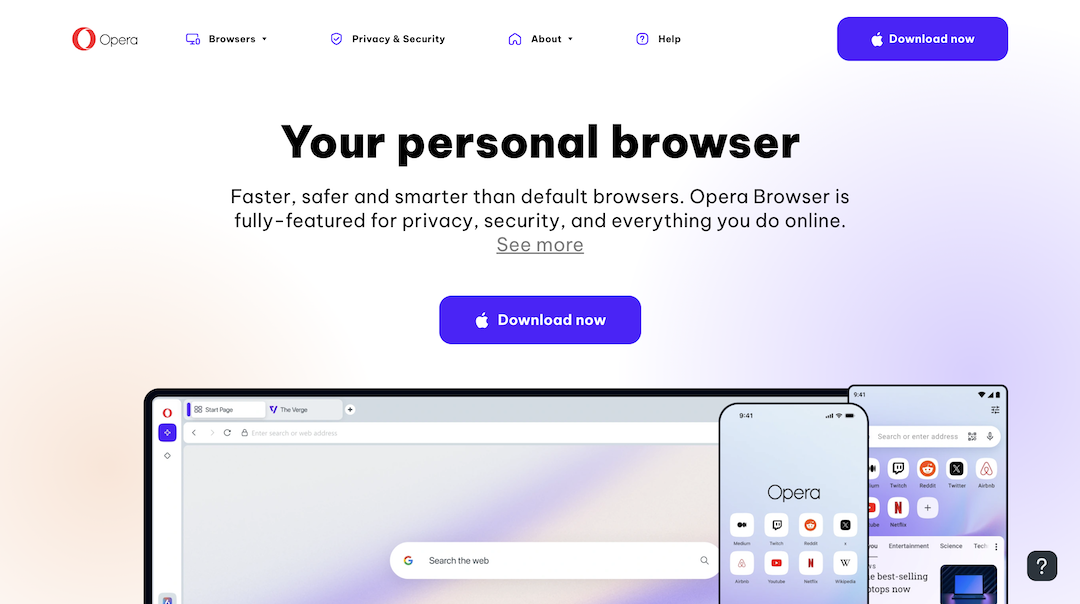 Opera
Browsers
Privacy & Security
About
Help
Download now
Your personal browser
Faster, safer and smarter than default browsers. Opera Browser is
fully-featured for privacy, security, and everything you do online.
See more
Download now
Start Page
The Verge
+
Enter search or web address
Search the web
9:41
Opera
Medium
Twitch
Reddit
x
Airbnb
Youtube
Netflix
Wikipedia
9:41
Search or enter address
Twitch
Reddit
Twitter
Airbnb
Netflix
+
Entertainment
Science
best-selling
now
?